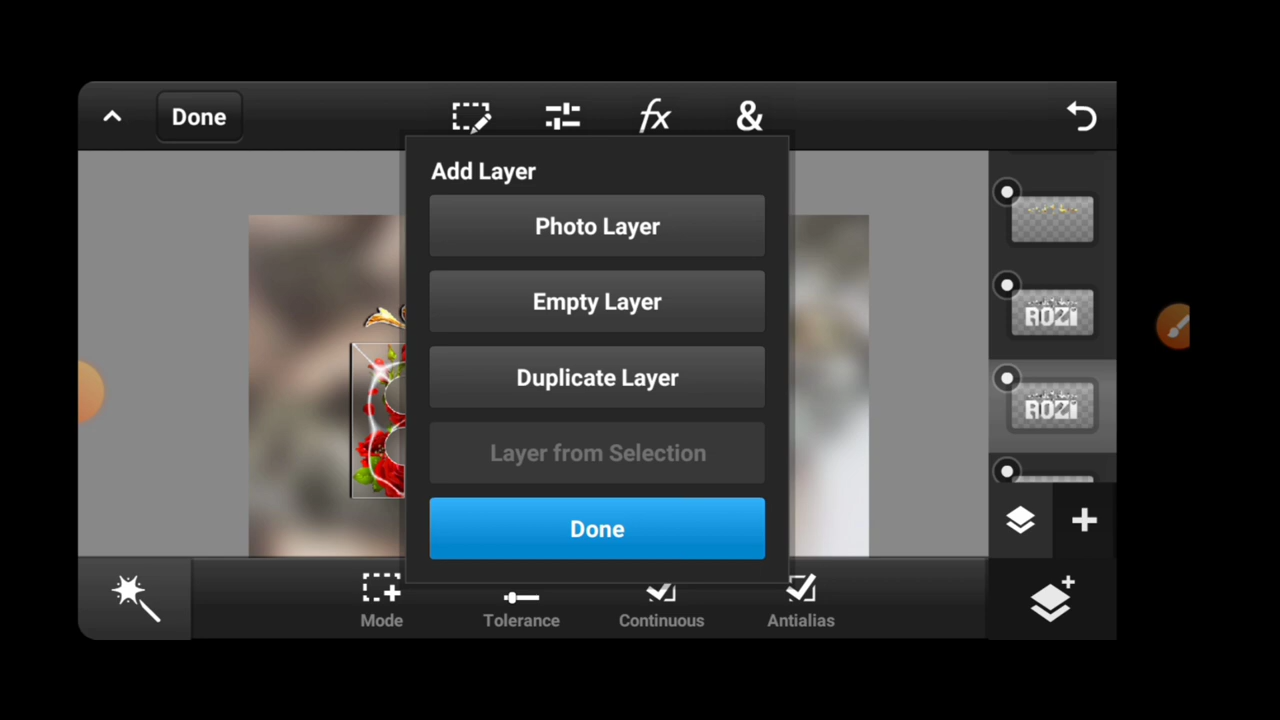 Done
fx
&
Add Layer
Photo Layer
Empty Layer
ROZI
Duplicate Layer
ROZI
Layer from Selection
Done
Mode
Tolerance
Continuous
Antialias